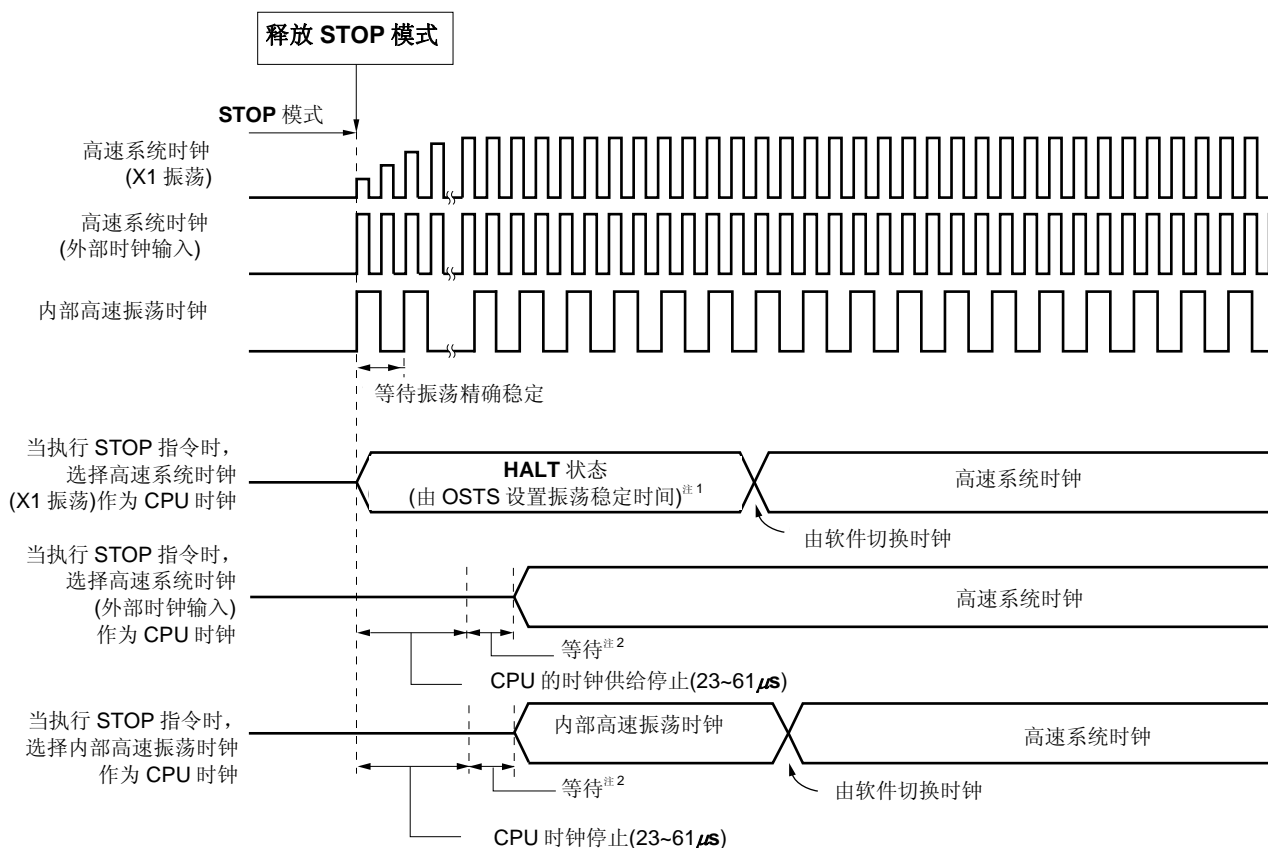 释放 STOP 模式
STOP 模式
高速系统时钟
(X1 振荡)
高速系统时钟
(外部时钟输入)
内部高速振荡时钟
等待振荡精确稳定
当执行 STOP 指令时，
选择高速系统时钟
(X1 振荡)作为 CPU 时钟
HALT 状态
(由 OSTS 设置振荡稳定时间)注 1
高速系统时钟
由软件切换时钟
当执行 STOP 指令时，
选择高速系统时钟
(外部时钟输入)
作为 CPU 时钟
高速系统时钟
等待注 2
CPU 的时钟供给停止(23~61μs)
当执行 STOP 指令时，
选择内部高速振荡时钟
作为 CPU 时钟
内部高速振荡时钟
高速系统时钟
等待注 2
由软件切换时钟
CPU 时钟停止(23~61μs)